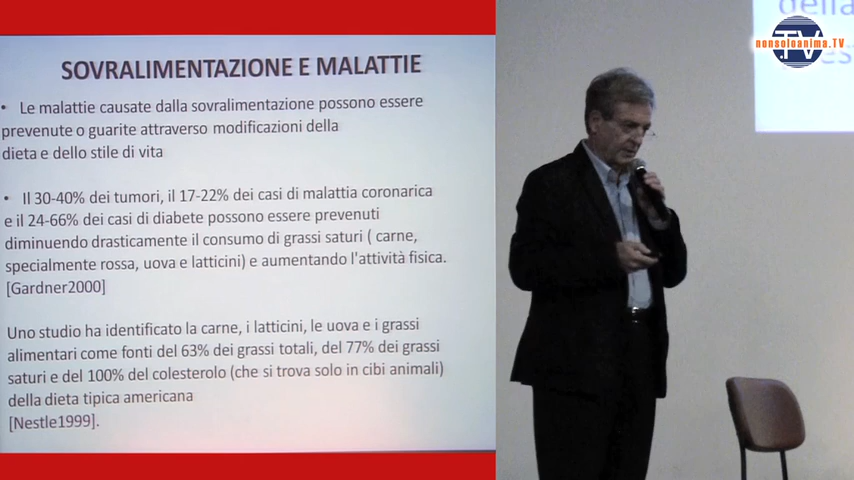 SOVRALIMENTAZIONE E MALATTIE
• Le malattie causate dalla sovralimentazione possono essere
prevenute o guarite attraverso modificazioni della
dieta e dello stile di vita
• Il 30-40% dei tumori, il 17-22% dei casi di malattia coronarica
e il 24-66% dei casi di diabete possono essere prevenuti
diminuendo drasticamente il consumo di grassi saturi ( carne,
specialmente rossa, uova e latticini) e aumentando l'attività fisica.
[Gardner2000]
Uno studio ha identificato la carne, i latticini, le uova e i grassi
alimentari come fonti del 63% dei grassi totali, del 77% dei grassi
saturi e del 100% del colesterolo (che si trova solo in cibi animali)
della dieta tipica americana
[Nestle1999].
della
TV
nonsoloanima.TV